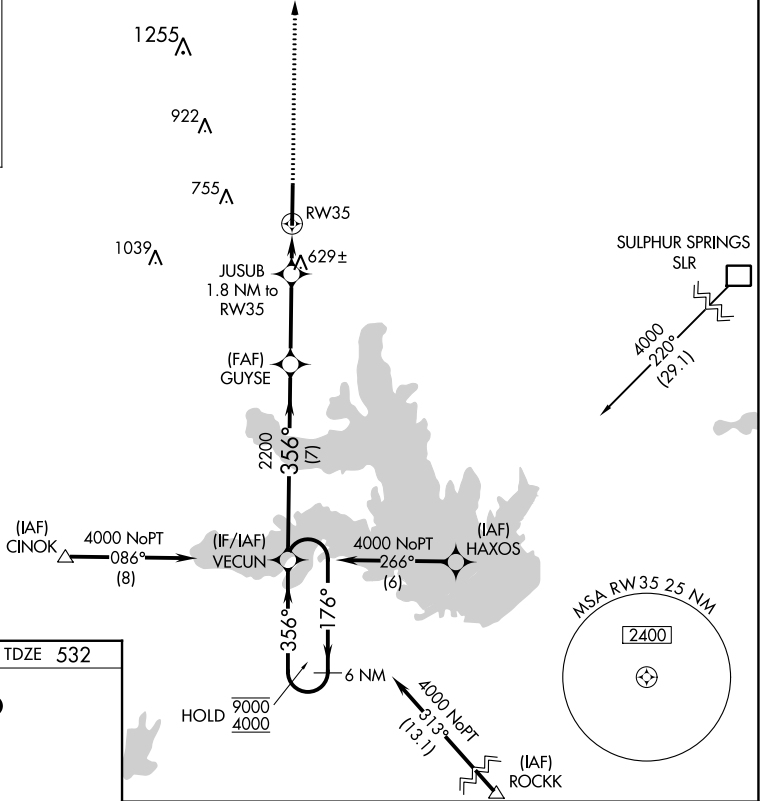 1255
922
755
RW35
1039
629±
JUSUB
1.8 NM to
RW35
SULPHUR SPRINGS
SLR
4000
220°
(29.1)
(FAF)
GUYSE
2200
356°
(7)
(IAF)
CINOK
4000 NoPT
086°
(8)
(IF/IAF)
VECUN
4000 NoPT
266°
(6)
(IAF)
HAXOS
356°
176°
6 NM
HOLD
9000
4000
4000 NoPT
313°
(13.1)
(IAF)
ROCKK
MSA RW35 25 NM
2400
TDZE 532